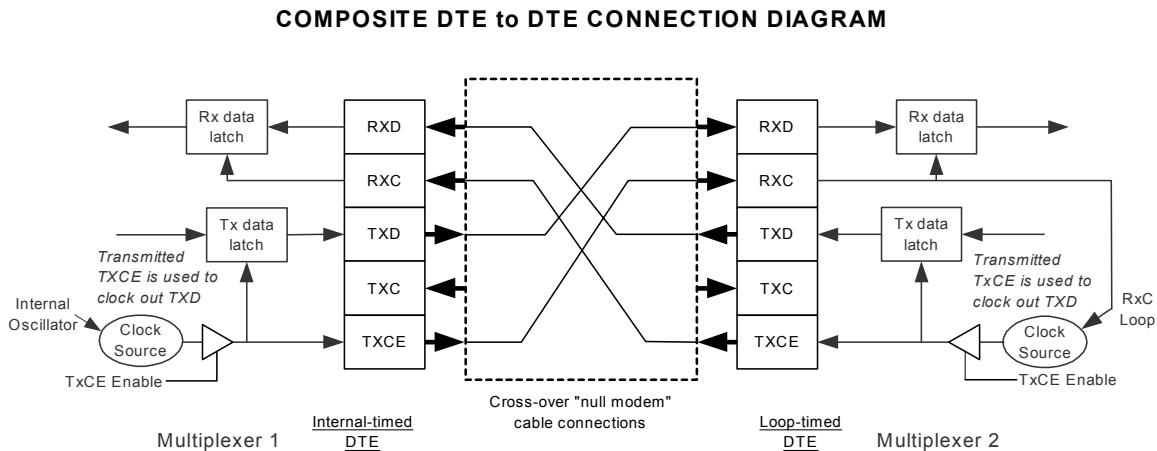 COMPOSITE DTE to DTE CONNECTION DIAGRAM
Rx data
latch
RXD
RXC
Tx data
latch
TXD
TXC
TXCE
Transmitted
TXCE is used to
clock out TXD
Internal
Oscillator
Clock
Source
TxCE Enable
Multiplexer 1
Internal-timed
DTE
Cross-over "null modem"
cable connections
RXD
RXC
TXD
TXC
TXCE
Rx data
latch
Tx data
latch
Transmitted
TxCE is used to
clock out TXD
RxC
Loop
Clock
Source
TxCE Enable
Loop-timed
DTE
Multiplexer 2